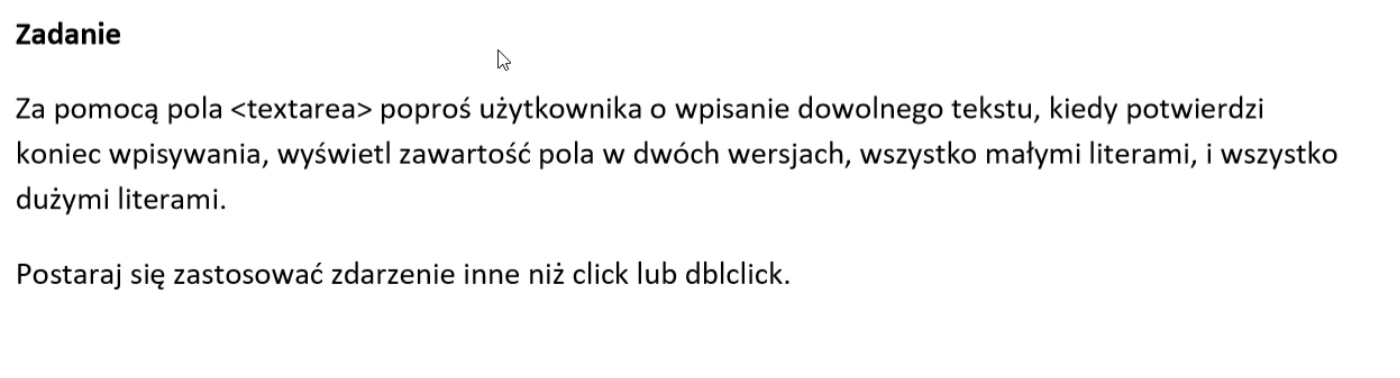 Zadanie
Za pomocą pola <textarea> poproś użytkownika o wpisanie dowolnego tekstu, kiedy potwierdzi
koniec wpisywania, wyświetl zawartość pola w dwóch wersjach, wszystko małymi literami, i wszystko
dużymi literami.
Postaraj się zastosować zdarzenie inne niż click lub dblclick.